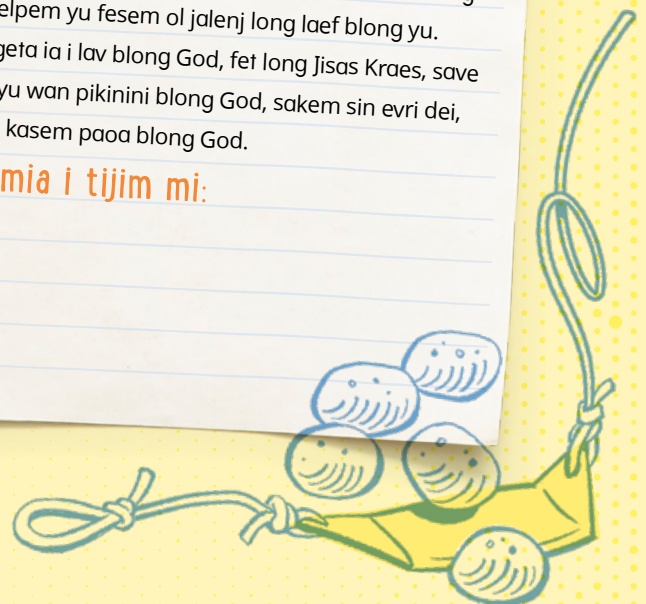 elpem yu fesem ol jalenj long laef blong yu.
geta ia i lav blong God, fet long Jisas Kraes, save
yu wan pikinini blong God, sakem sin evri dei,
kasem paoa blong God.
mia i tijim mi: